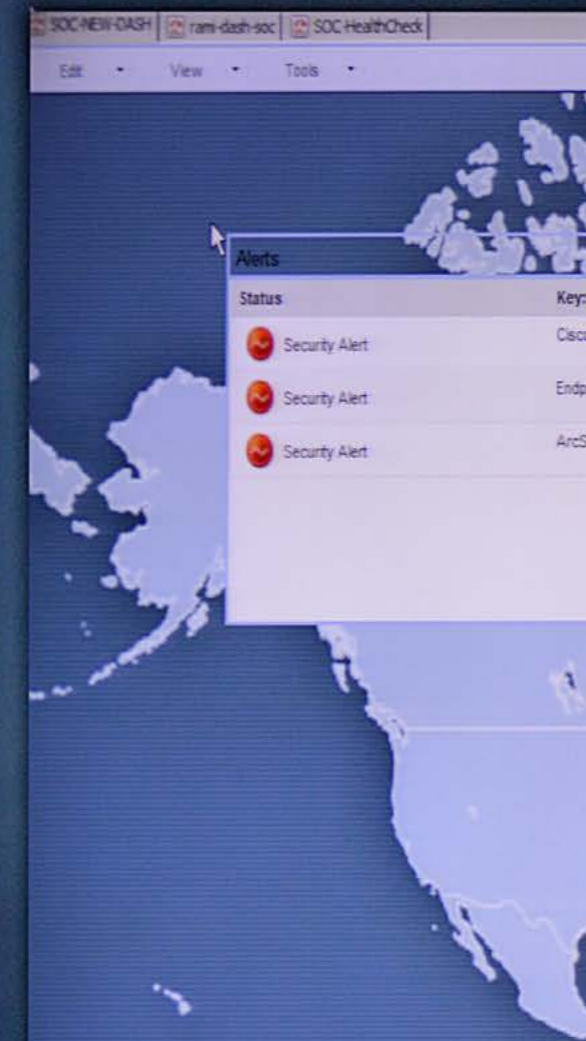 SOC-NEW-DASH rami-dash-soc SOC-HealthCheck
Edit View Tools
Alerts
Status Key
Security Alert Cisc
Security Alert Endp
Security Alert ArcS